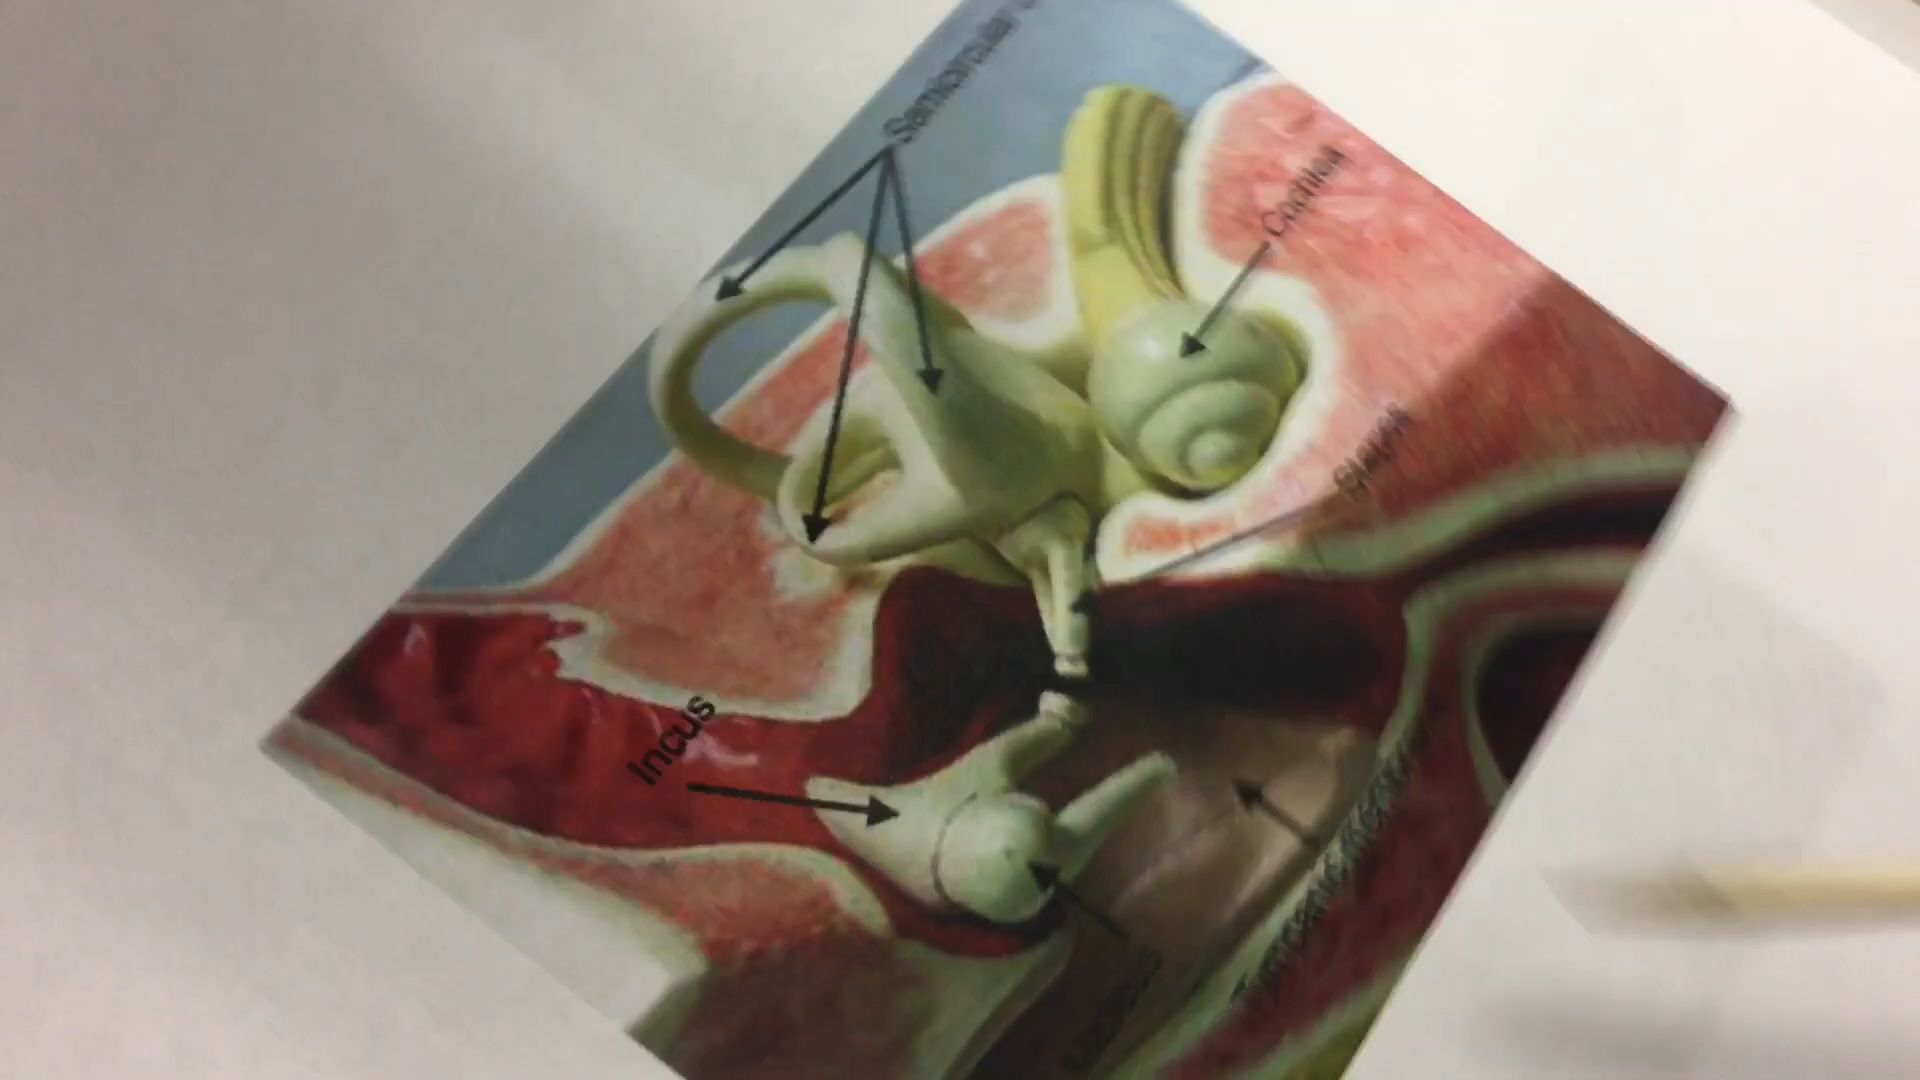 Semicircular
Cochlea
Stapes
Incus
Tympanic Membrane